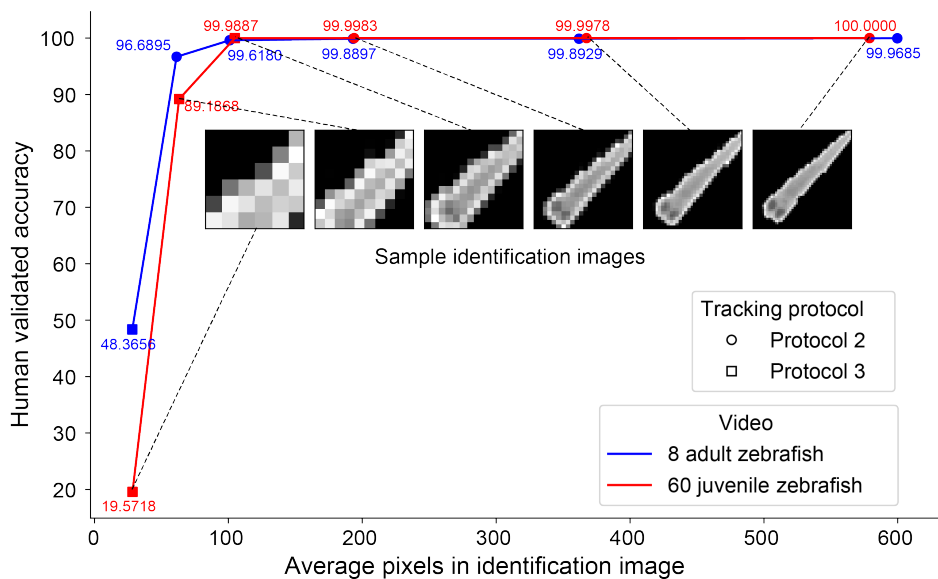 99.9887
99.9983
99.9978
100.0000
96.6895
99.6180
99.8897
99.8929
99.9685
89.1868
48.3656
19.5718
100
90
80
70
60
50
40
30
20
Human validated accuracy
Sample identification images
Tracking protocol
Protocol 2
Protocol 3
Video
8 adult zebrafish
60 juvenile zebrafish
0 100 200 300 400 500 600
Average pixels in identification image